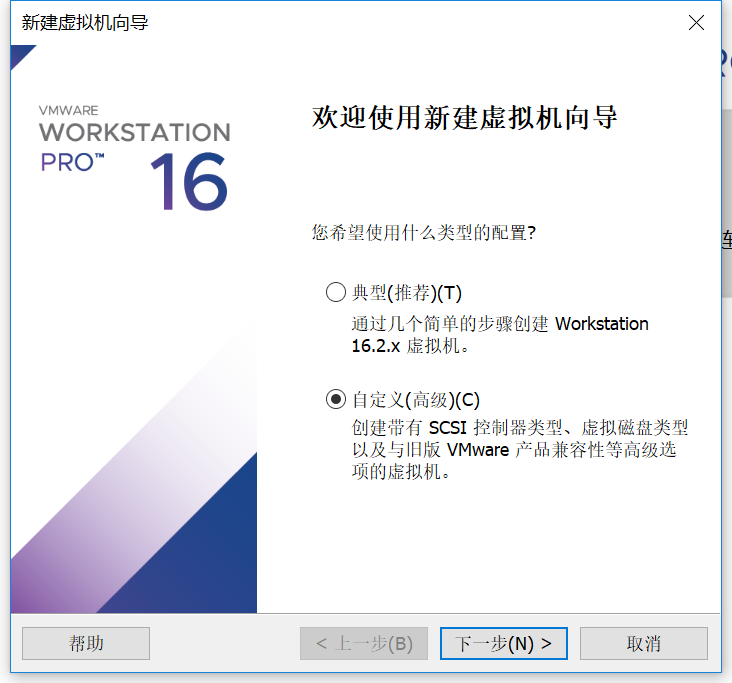 新建虚拟机向导
VMWARE
WORKSTATION
PRO™ 16
欢迎使用新建虚拟机向导
您希望使用什么类型的配置?
典型(推荐)(T)
通过几个简单的步骤创建 Workstation
16.2.x 虚拟机。
自定义(高级)(C)
创建带有 SCSI 控制器类型、虚拟磁盘类型
以及与旧版 VMware 产品兼容性等高级选
项的虚拟机。
帮助
< 上一步(B)
下一步(N) >
取消